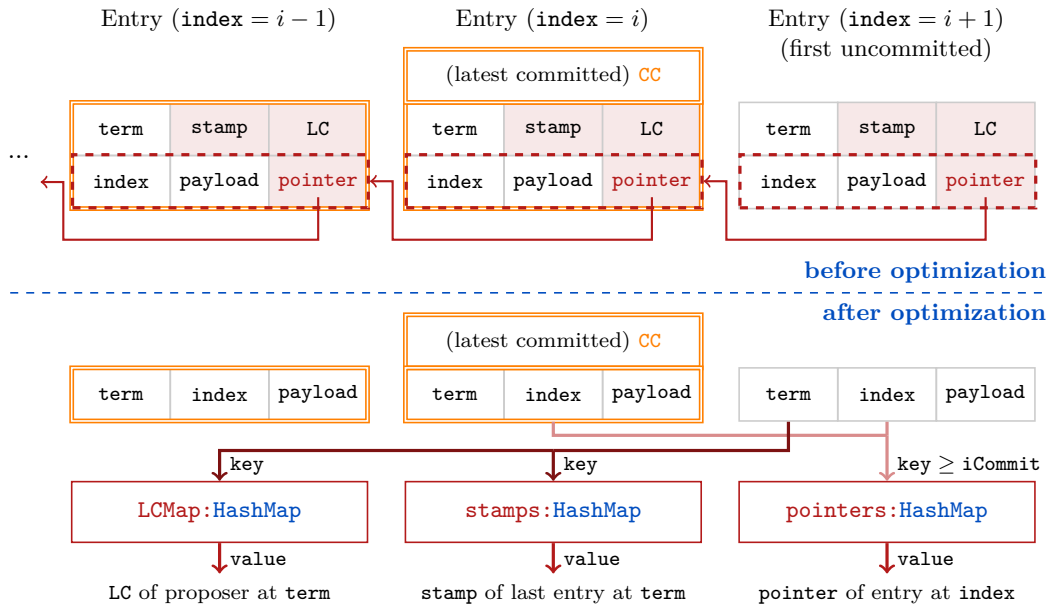 Entry (index = i − 1) Entry (index = i) Entry (index = i + 1)
(first uncommitted)
(latest committed) CC
term stamp LC term stamp LC term stamp LC
...
index payload pointer index payload pointer index payload pointer
before optimization
after optimization
(latest committed) CC
term index payload term index payload term index payload
key key key ≥ iCommit
LCMap:HashMap stamps:HashMap pointers:HashMap
value value value
LC of proposer at term stamp of last entry at term pointer of entry at index